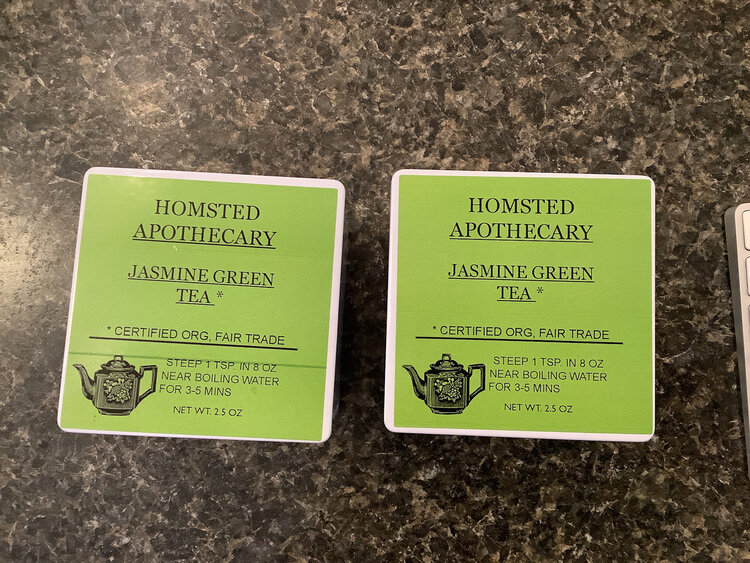 HOMSTED
APOTHECARY
JASMINE GREEN
TEA *
* CERTIFIED ORG, FAIR TRADE
STEEP 1 TSP. IN 8 OZ
NEAR BOILING WATER
FOR 3-5 MINS
NET WT. 2.5 OZ
HOMSTED
APOTHECARY
JASMINE GREEN
TEA *
* CERTIFIED ORG, FAIR TRADE
STEEP 1 TSP. IN 8 OZ
NEAR BOILING WATER
FOR 3-5 MINS
NET WT. 2.5 OZ